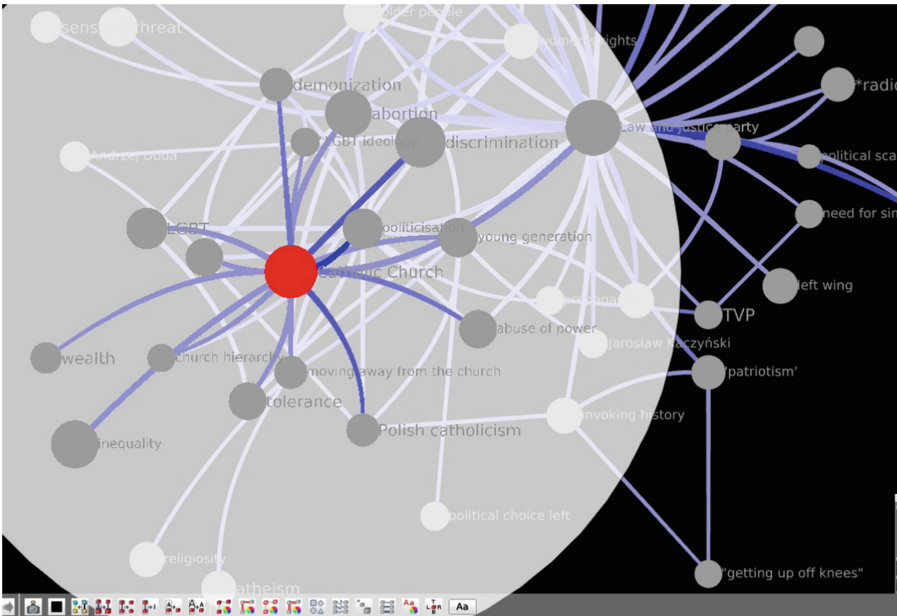 older people
sense threat
women's rights
demonization
*radio
abortion
Law and justice party
LGBT ideology
discrimination
Andrzej Duda
political sca
LGBT
politicisation
young generation
need for sin
Catholic Church
left wing
TVP
abuse of power
Jarosław Kaczyński
wealth
church hierarchy
moving away from the church
'patriotism'
tolerance
invoking history
Polish catholicism
inequality
political choice left
religiosity
"getting up off knees"
atheism
Aa